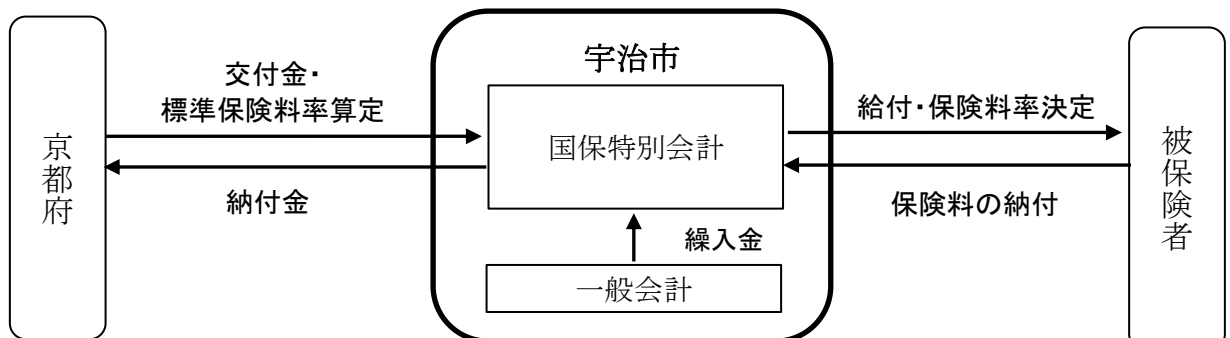 京都府
交付金・
標準保険料率算定
納付金
宇治市
国保特別会計
繰入金
一般会計
給付・保険料率決定
保険料の納付
被保険者